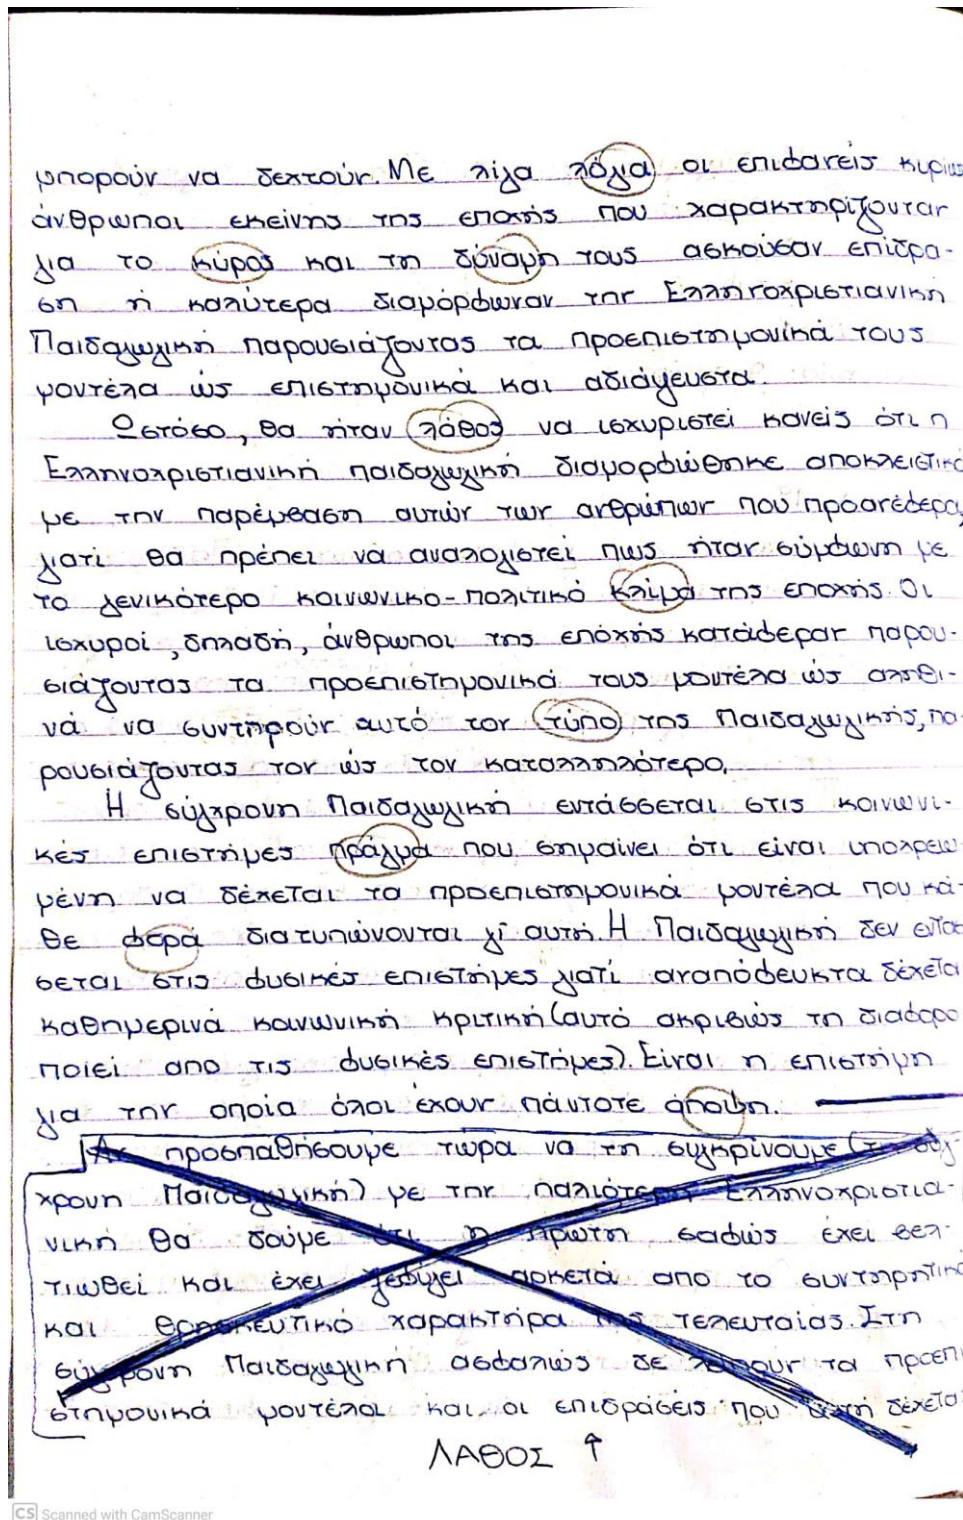 μπορούν να δεχτούν. Με λίγα λόγια οι επιφανείς κυρίως
άνθρωποι εκείνης της εποχής που χαρακτηρίζονταν
για το κύρος και τη δύναμη τους ασκούσαν επίδρα-
ση ή καλύτερα διαμόρφωναν την Ελληνοχριστιανική
Παιδαγωγική παρουσιάζοντας τα προεπιστημονικά τους
μοντέλα ώς επιστημονικά και αδιάψευστα.
Ωστόσο, θα ήταν λάθος να ισχυριστεί κανείς ότι η
Ελληνοχριστιανική παιδαγωγική διαμορφώθηκε αποκλειστικά
με την παρέμβαση αυτών των ανθρώπων που προανέφερα,
γιατί θα πρέπει να αναλογιστεί πως ήταν σύμφωνη με
το γενικότερο κοινωνικο-πολιτικό κλίμα της εποχής. Οι
ισχυροί, δηλαδή, άνθρωποι της εποχής κατάφεραν παρου-
σιάζοντας τα προεπιστημονικά τους μοντέλα ώς αληθι-
νά να συντηρούν αυτό τον τύπο της Παιδαγωγικής, πα-
ρουσιάζοντας τον ώς τον καταλληλότερο.
Η σύγχρονη Παιδαγωγική εντάσσεται στις κοινωνι-
κές επιστήμες πράγμα που σημαίνει ότι είναι υποχρεω-
μένη να δέχεται τα προεπιστημονικά μοντέλα που κά-
θε φορά διατυπώνονται γι' αυτή. Η Παιδαγωγική δεν εντάσ
σεται στις φυσικές επιστήμες γιατί αναπόφευκτα δέχεται
καθημερινά κοινωνική κριτική (αυτό ακριβώς τη διαφορο
ποιεί απο τις φυσικές επιστήμες). Είναι η επιστήμη
για την οποία όλοι έχουν πάντοτε άποψη.
Αν προσπαθήσουμε τώρα να τη συγκρίνουμε (τη σύγ-
χρονη Παιδαγωγική) με την παλιότερη Ελληνοχριστια-
νική θα δούμε ότι η πρώτη σαφώς έχει βελ-
τιωθεί και έχει ξεφύγει αρκετά απο το συντηρητικό
και θρησκευτικό χαρακτήρα της τελευταίας. Στη
σύγχρονη Παιδαγωγική ασφαλώς δε λείπουν τα προεπι
στημονικά μοντέλα και οι επιδράσεις που αυτή δέχεται
ΛΑΘΟΣ ↑
CS Scanned with CamScanner